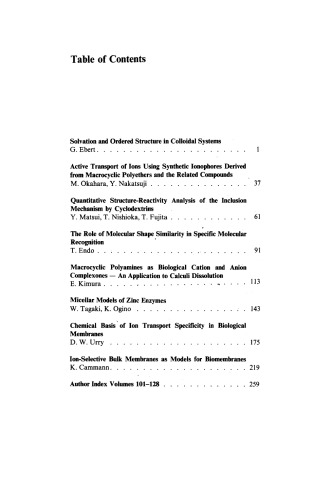 Table of Contents
Solvation and Ordered Structure in Colloidal Systems
G. Ebert. . . . . . . . . . . . . . . . . . . . . . . 1
Active Transport of Ions Using Synthetic Ionophores Derived
from Macrocyclic Polyethers and the Related Compounds
M. Okahara, Y. Nakatsuji . . . . . . . . . . . . . . . 37
Quantitative Structure-Reactivity Analysis of the Inclusion
Mechanism by Cyclodextrins
Y. Matsui, T. Nishioka, T. Fujita . . . . . . . . . . . . 61
The Role of Molecular Shape Similarity in Specific Molecular
Recognition
T. Endo . . . . . . . . . . . . . . . . . . . . . . . 91
Macrocyclic Polyamines as Biological Cation and Anion
Complexones — An Application to Calculi Dissolution
E. Kimura . . . . . . . . . . . . . . . . . . . . . . 113
Micellar Models of Zinc Enzymes
W. Tagaki, K. Ogino . . . . . . . . . . . . . . . . . 143
Chemical Basis of Ion Transport Specificity in Biological
Membranes
D. W. Urry . . . . . . . . . . . . . . . . . . . . . 175
Ion-Selective Bulk Membranes as Models for Biomembranes
K. Cammann. . . . . . . . . . . . . . . . . . . . . 219
Author Index Volumes 101–128 . . . . . . . . . . . . . 259